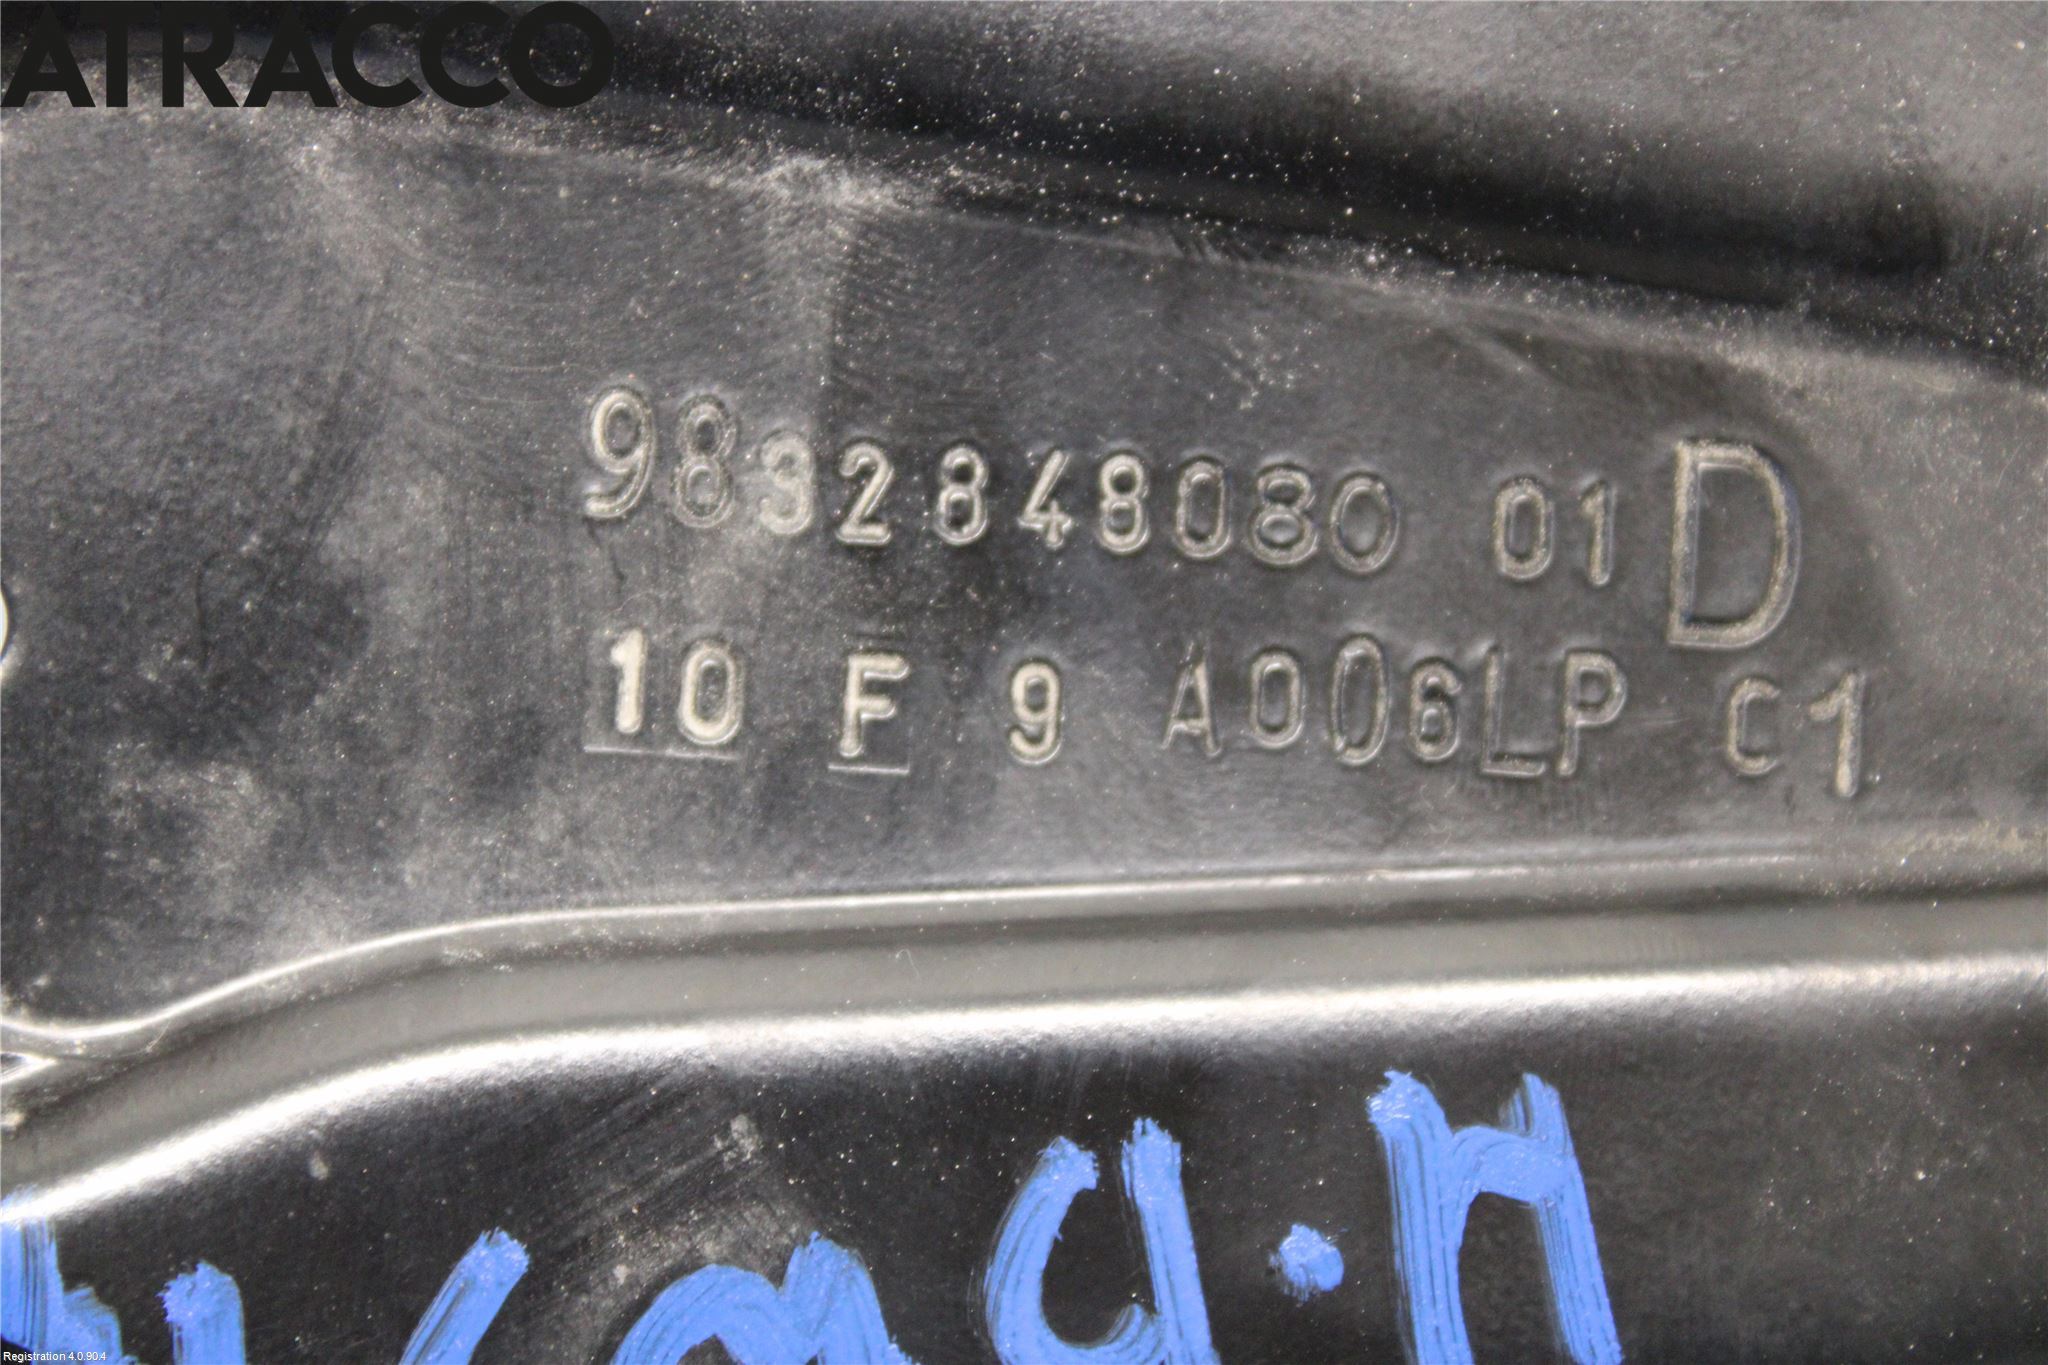 ATRACCO
9832848080 01 D
10 F 9 A006LP C1
Registration 4.0.90.4